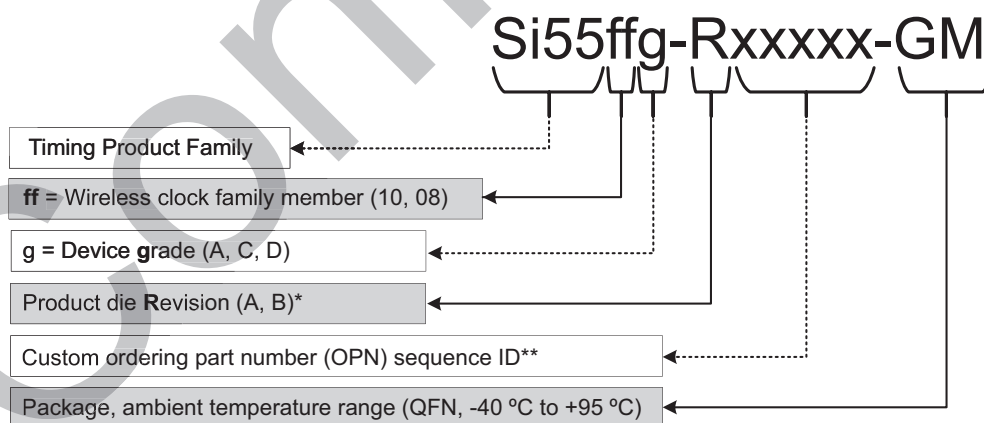 Si55ffg-Rxxxxx-GM
Timing Product Family
ff = Wireless clock family member (10, 08)
g = Device grade (A, C, D)
Product die Revision (A, B)*
Custom ordering part number (OPN) sequence ID**
Package, ambient temperature range (QFN, -40 ºC to +95 ºC)